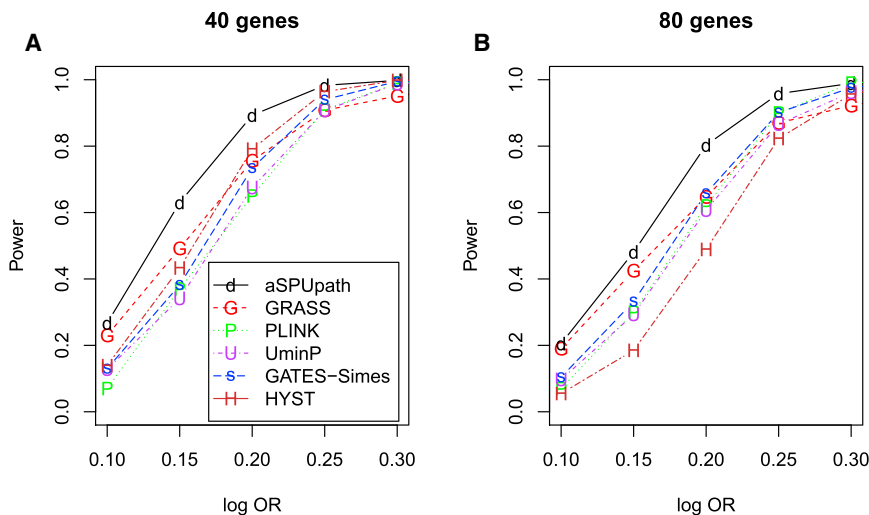 40 genes
80 genes
A
B
Power
0.0 0.2 0.4 0.6 0.8 1.0
d aSPUpath
G GRASS
P PLINK
U UminP
s GATES−Simes
H HYST
0.10 0.15 0.20 0.25 0.30
log OR
Power
0.0 0.2 0.4 0.6 0.8 1.0
0.10 0.15 0.20 0.25 0.30
log OR